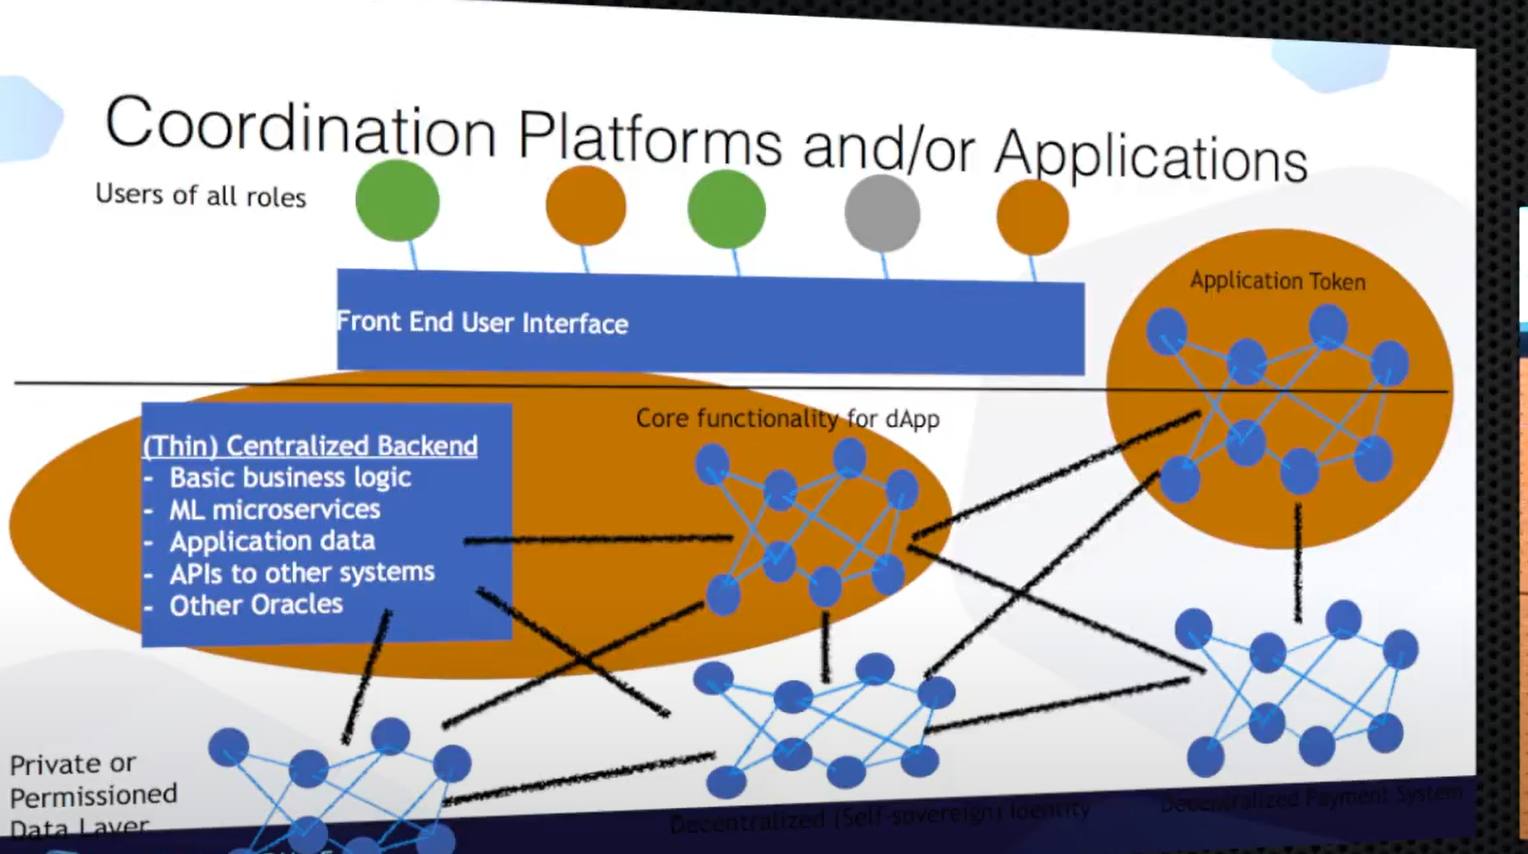 Coordination Platforms and/or Applications
Users of all roles
Application Token
Front End User Interface
Core functionality for dApp
(Thin) Centralized Backend
- Basic business logic
- ML microservices
- Application data
- APIs to other systems
- Other Oracles
Private or
Permissioned
Data Layer
Decentralized (Self-sovereign) Identity
Decentralized Payment System